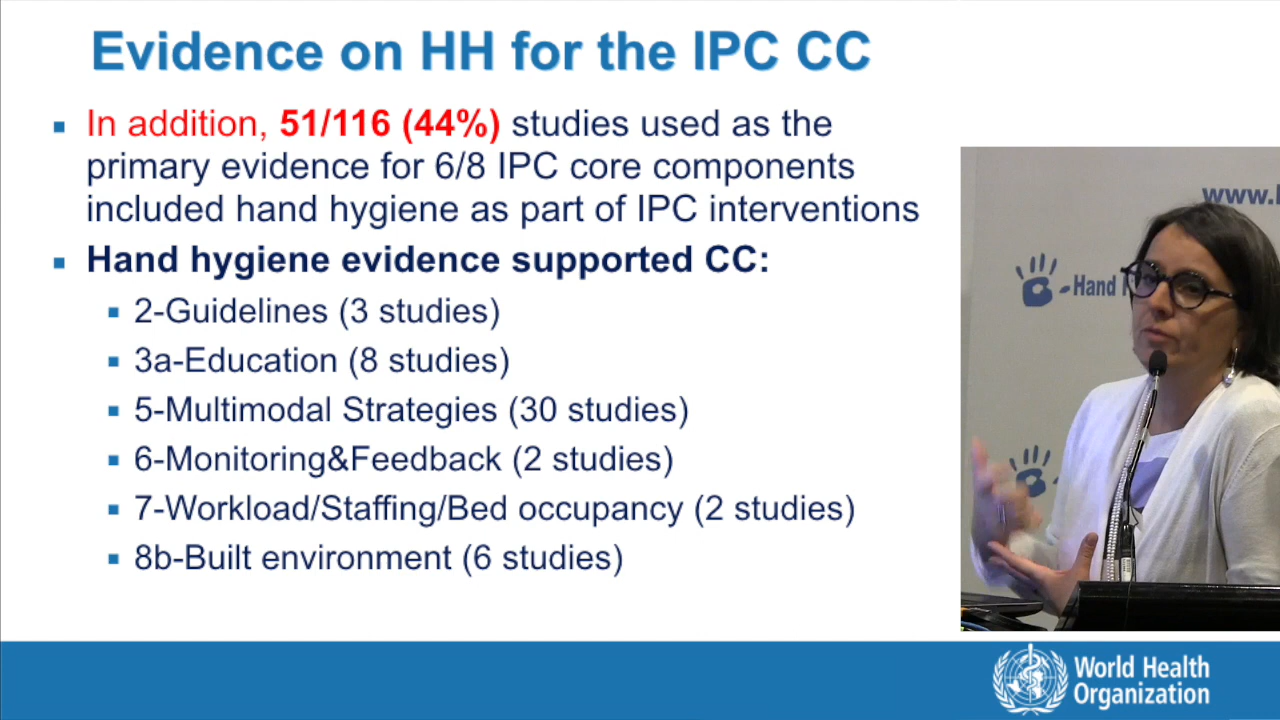 Evidence on HH for the IPC CC
In addition, 51/116 (44%) studies used as the
primary evidence for 6/8 IPC core components
included hand hygiene as part of IPC interventions
Hand hygiene evidence supported CC:
2-Guidelines (3 studies)
3a-Education (8 studies)
5-Multimodal Strategies (30 studies)
6-Monitoring&Feedback (2 studies)
7-Workload/Staffing/Bed occupancy (2 studies)
8b-Built environment (6 studies)
www.
-Hand
World Health
Organization